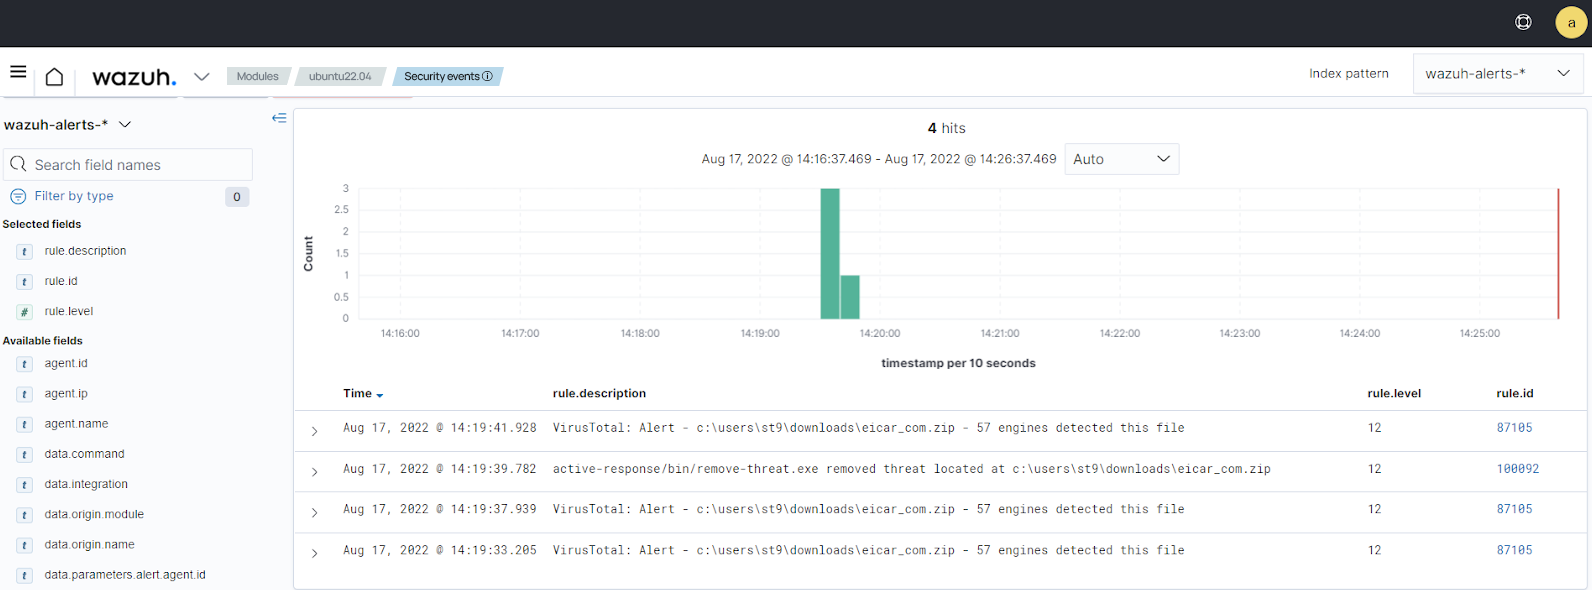 a
wazuh. Modules ubuntu22.04 Security events
Index pattern wazuh-alerts-*
wazuh-alerts-*
Search field names
Filter by type 0
Selected fields
t rule.description
t rule.id
# rule.level
Available fields
t agent.id
t agent.ip
t agent.name
t data.command
t data.integration
t data.origin.module
t data.origin.name
t data.parameters.alert.agent.id
4 hits
Aug 17, 2022 @ 14:16:37.469 - Aug 17, 2022 @ 14:26:37.469 Auto
Count
3
2.5
2
1.5
1
0.5
0
14:16:00 14:17:00 14:18:00 14:19:00 14:20:00 14:21:00 14:22:00 14:23:00 14:24:00 14:25:00
timestamp per 10 seconds
Time rule.description rule.level rule.id
Aug 17, 2022 @ 14:19:41.928 VirusTotal: Alert - c:\users\st9\downloads\eicar_com.zip - 57 engines detected this file 12 87105
Aug 17, 2022 @ 14:19:39.782 active-response/bin/remove-threat.exe removed threat located at c:\users\st9\downloads\eicar_com.zip 12 100092
Aug 17, 2022 @ 14:19:37.939 VirusTotal: Alert - c:\users\st9\downloads\eicar_com.zip - 57 engines detected this file 12 87105
Aug 17, 2022 @ 14:19:33.205 VirusTotal: Alert - c:\users\st9\downloads\eicar_com.zip - 57 engines detected this file 12 87105